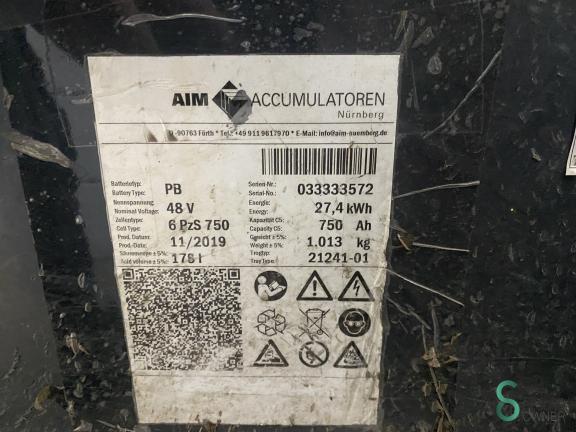 AIM ACCUMULATOREN
Nürnberg
D-90763 Fürth * Tel.: +49 911 9617970 * E-Mail: info@aim-nuernberg.de
Batterietyp: PB Serien-Nr.: 033333572
Battery Type: Serial-No.:
Nennspannung: 48 V Energie: 27,4 kWh
Nominal Voltage: Energy:
Zellentype: 6 PzS 750 Kapazität C5: 750 Ah
Cell Type: Capacity C5:
Prod. Datum: 11/2019 Gewicht ± 5%: 1.013 kg
Prod.-Date: Weight ± 5%:
Säuremenge ± 5%: 178 l Trogtyp: 21241-01
Acid volume ± 5%: Tray Type:
S
OWNER